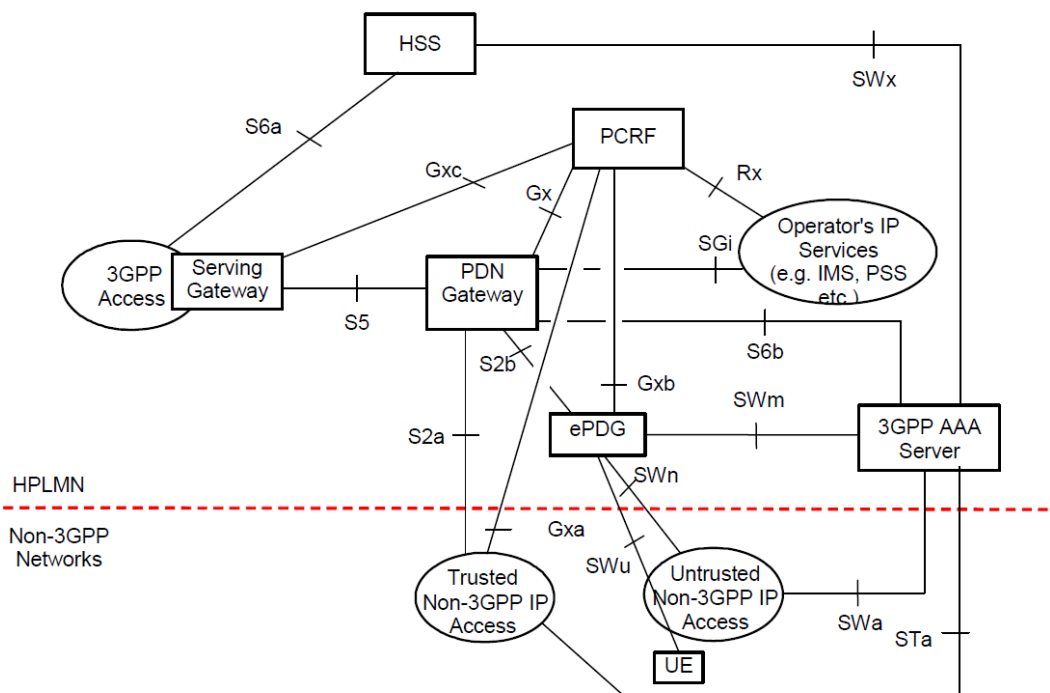 HSS
SWx
S6a
PCRF
Gxc
Gx
Rx
Operator's IP
Services
(e.g. IMS, PSS
etc.)
SGi
3GPP
Access
Serving
Gateway
PDN
Gateway
S5
S6b
S2b
Gxb
SWm
S2a
ePDG
3GPP AAA
Server
SWn
HPLMN
Non-3GPP
Networks
Gxa
SWu
Trusted
Non-3GPP IP
Access
Untrusted
Non-3GPP IP
Access
SWa
STa
UE